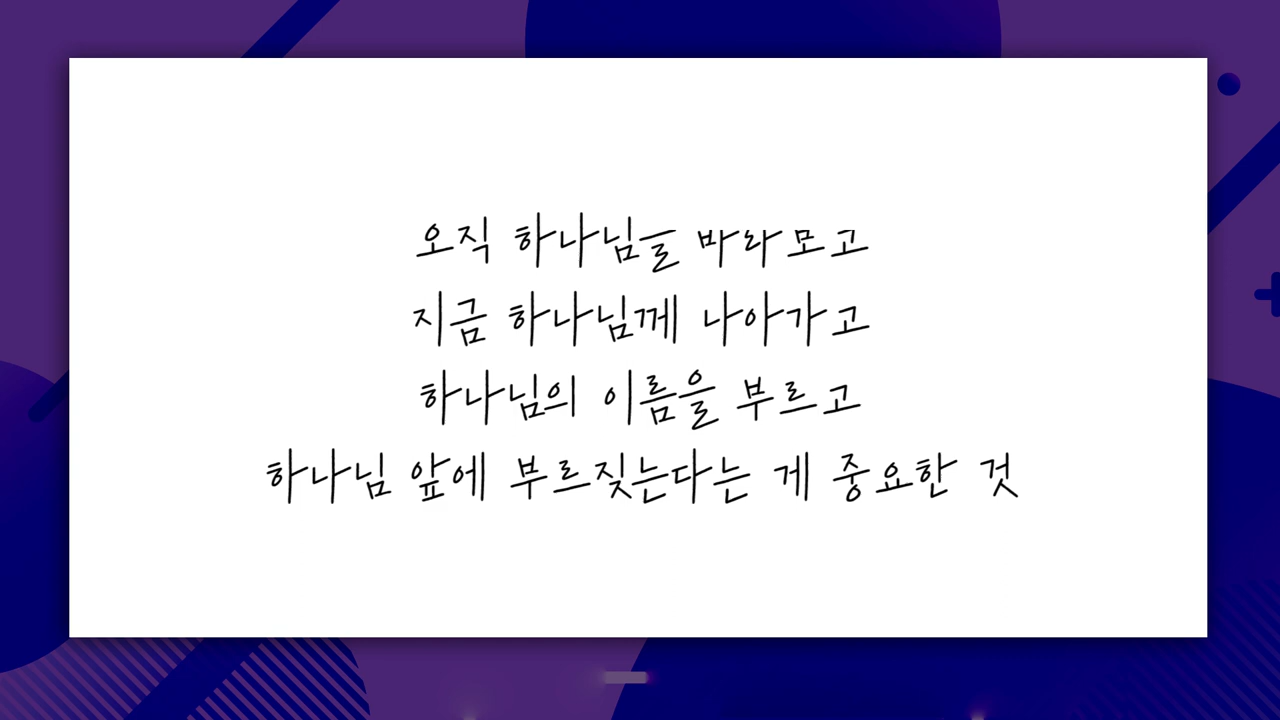 오직 하나님을 바라보고
지금 하나님께 나아가고
하나님의 이름을 부르고
하나님 앞에 부르짖는다는 게 중요한 것